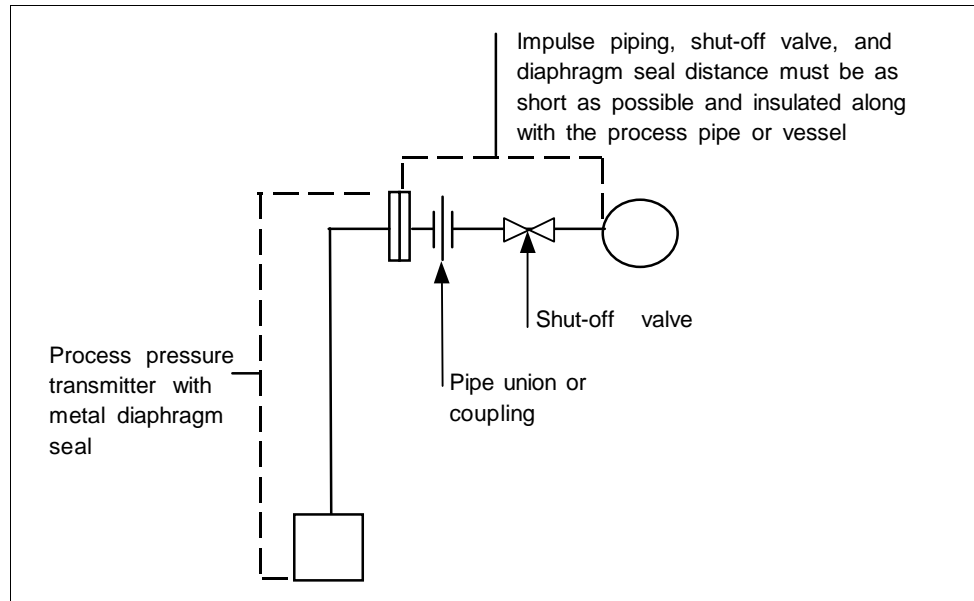 Impulse piping, shut-off valve, and
diaphragm seal distance must be as
short as possible and insulated along
with the process pipe or vessel
Shut-off valve
Process pressure
transmitter with
metal diaphragm
seal
Pipe union or
coupling